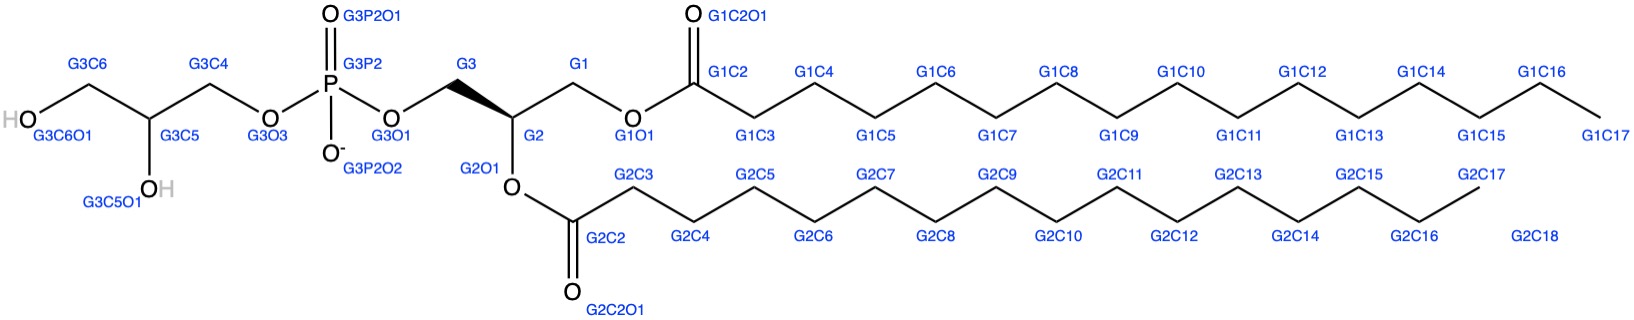 O G3P2O1 O G1C2O1
G3C6 G3C4 G3P2 G3 G1 G1C2 G1C4 G1C6 G1C8 G1C10 G1C12 G1C14 G1C16
P
HO O O O
G3C6O1 G3C5 G3O3 G3O1 G2 G1O1 G1C3 G1C5 G1C7 G1C9 G1C11 G1C13 G1C15 G1C17
O- G3P2O2 G2O1 G2C3 G2C5 G2C7 G2C9 G2C11 G2C13 G2C15 G2C17
OH O
G3C5O1
G2C2 G2C4 G2C6 G2C8 G2C10 G2C12 G2C14 G2C16 G2C18
O
G2C2O1